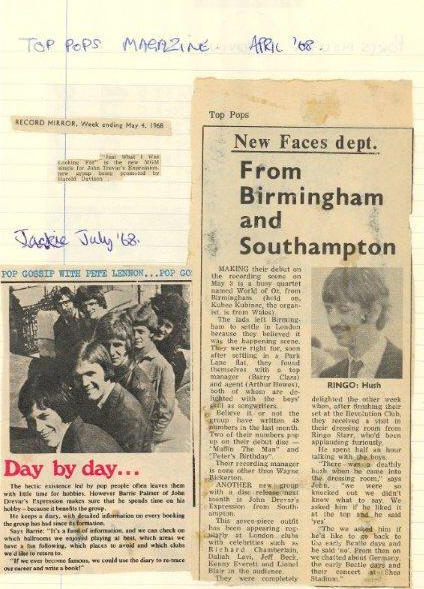 TOP POPS MAGAZINE APRIL '68.
RECORD MIRROR, Week ending May 4, 1968
"Just What I Was
Looking For" is the new MGM
single for John Drevar's Expression,
new group being promoted by
Harold Davison
Jackie July '68.
POP GOSSIP WITH PETE LENNON...POP GO
Day by day...
The hectic existence led by pop people often leaves them
with little time for hobbies. However Barrie Palmer of John
Drevar's Expression makes sure that he spends time on his
hobby — because it benefits the group.
He keeps a diary, with detailed information on every booking
the group has had since its formation.
Says Barrie: "It's a fund of information, and we can check on
which ballrooms we enjoyed playing at best, which areas we
have a fan following, which places to avoid and which clubs
we'd like to return to.
"If we ever become famous, we could use the diary to re-trace
our career and write a book!"
Top Pops
New Faces dept.
From
Birmingham
and
Southampton
MAKING their debut on
the recording scene on
May 3 is a busy quartet
named World of Oz, from
Birmingham (hold on,
Kubee Kubinec, the organ-
ist, is from Wales).
The lads left Birming-
ham to settle in London
because they believed it
was the happening scene.
They were right for, soon
after settling in a Park
Lane flat, they found
themselves with a top
manager (Barry Class)
and agent (Arthur Howes),
both of whom are de-
lighted with the boys'
skill as songwriters.
Believe it or not the
group have written 48
numbers in the last month.
Two of their numbers pop
up on their debut disc —
"Muffin The Man" and
"Peter's Birthday".
Their recording manager
is none other than Wayne
Bickerton.
ANOTHER new group
with a disc release next
month is John Drevar's
Expression from South-
ampton.
This seven-piece outfit
has been appearing reg-
ularly at London clubs
with celebrities such as
Richard Chamberlain,
Daliah Lavi, Jeff Beck,
Kenny Everett and Lionel
Blair in the audience.
They were completely
RINGO: Hush
delighted the other week
when, after finishing their
set at the Revolution Club,
they received a visit in
their dressing room from
Ringo Starr, who'd been
applauding furiously.
He spent half an hour
talking with the boys.
"There was a deathly
hush when he came into
the dressing room," says
John, "we were so
knocked out we didn't
know what to say. We
asked him if he liked it
at the top and he said
'yes'.
"The we asked him if
he'd like to go back to
the early Beatle days and
he said 'no'. From then on
we chatted about Germany,
the early Beatle days and
their concert at Shea
Stadium."